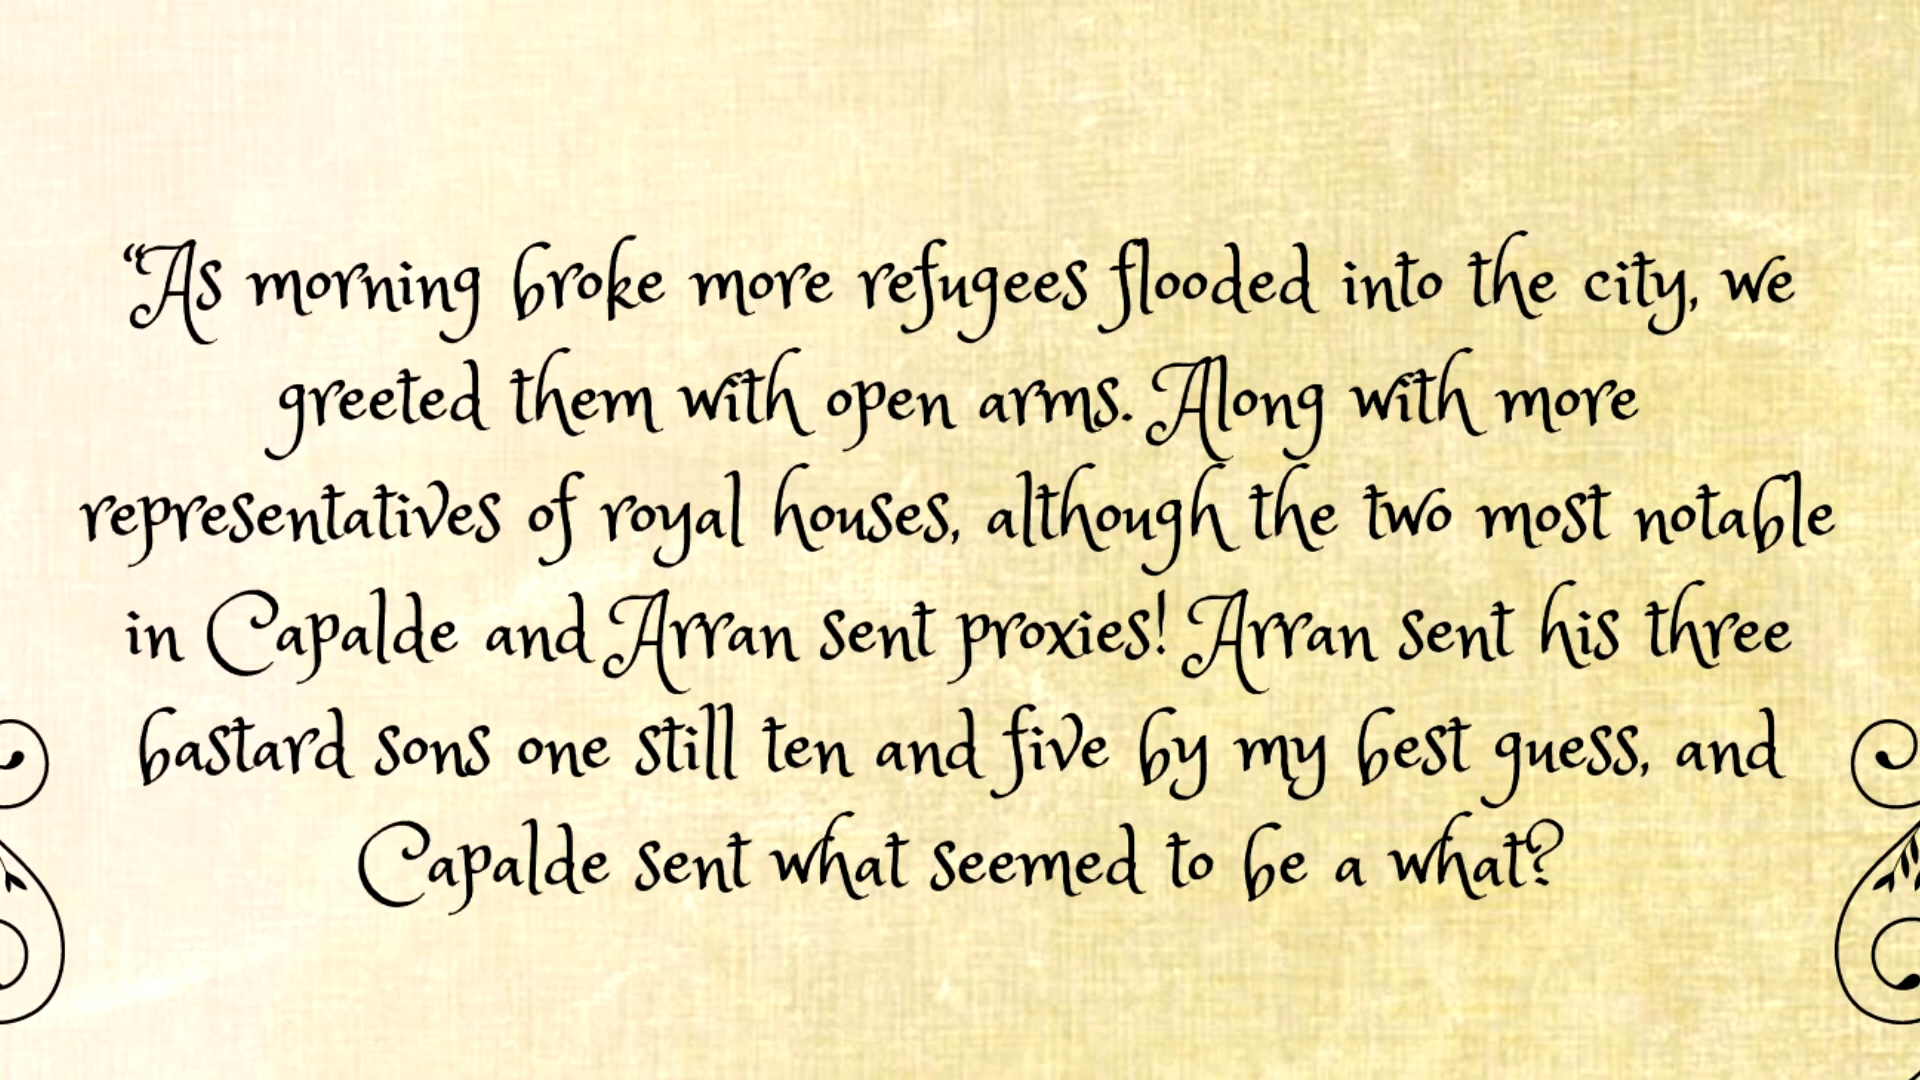 “As morning broke more refugees flooded into the city, we
greeted them with open arms. Along with more
representatives of royal houses, although the two most notable
in Capalde and Arran sent proxies! Arran sent his three
bastard sons one still ten and five by my best guess, and
Capalde sent what seemed to be a what?